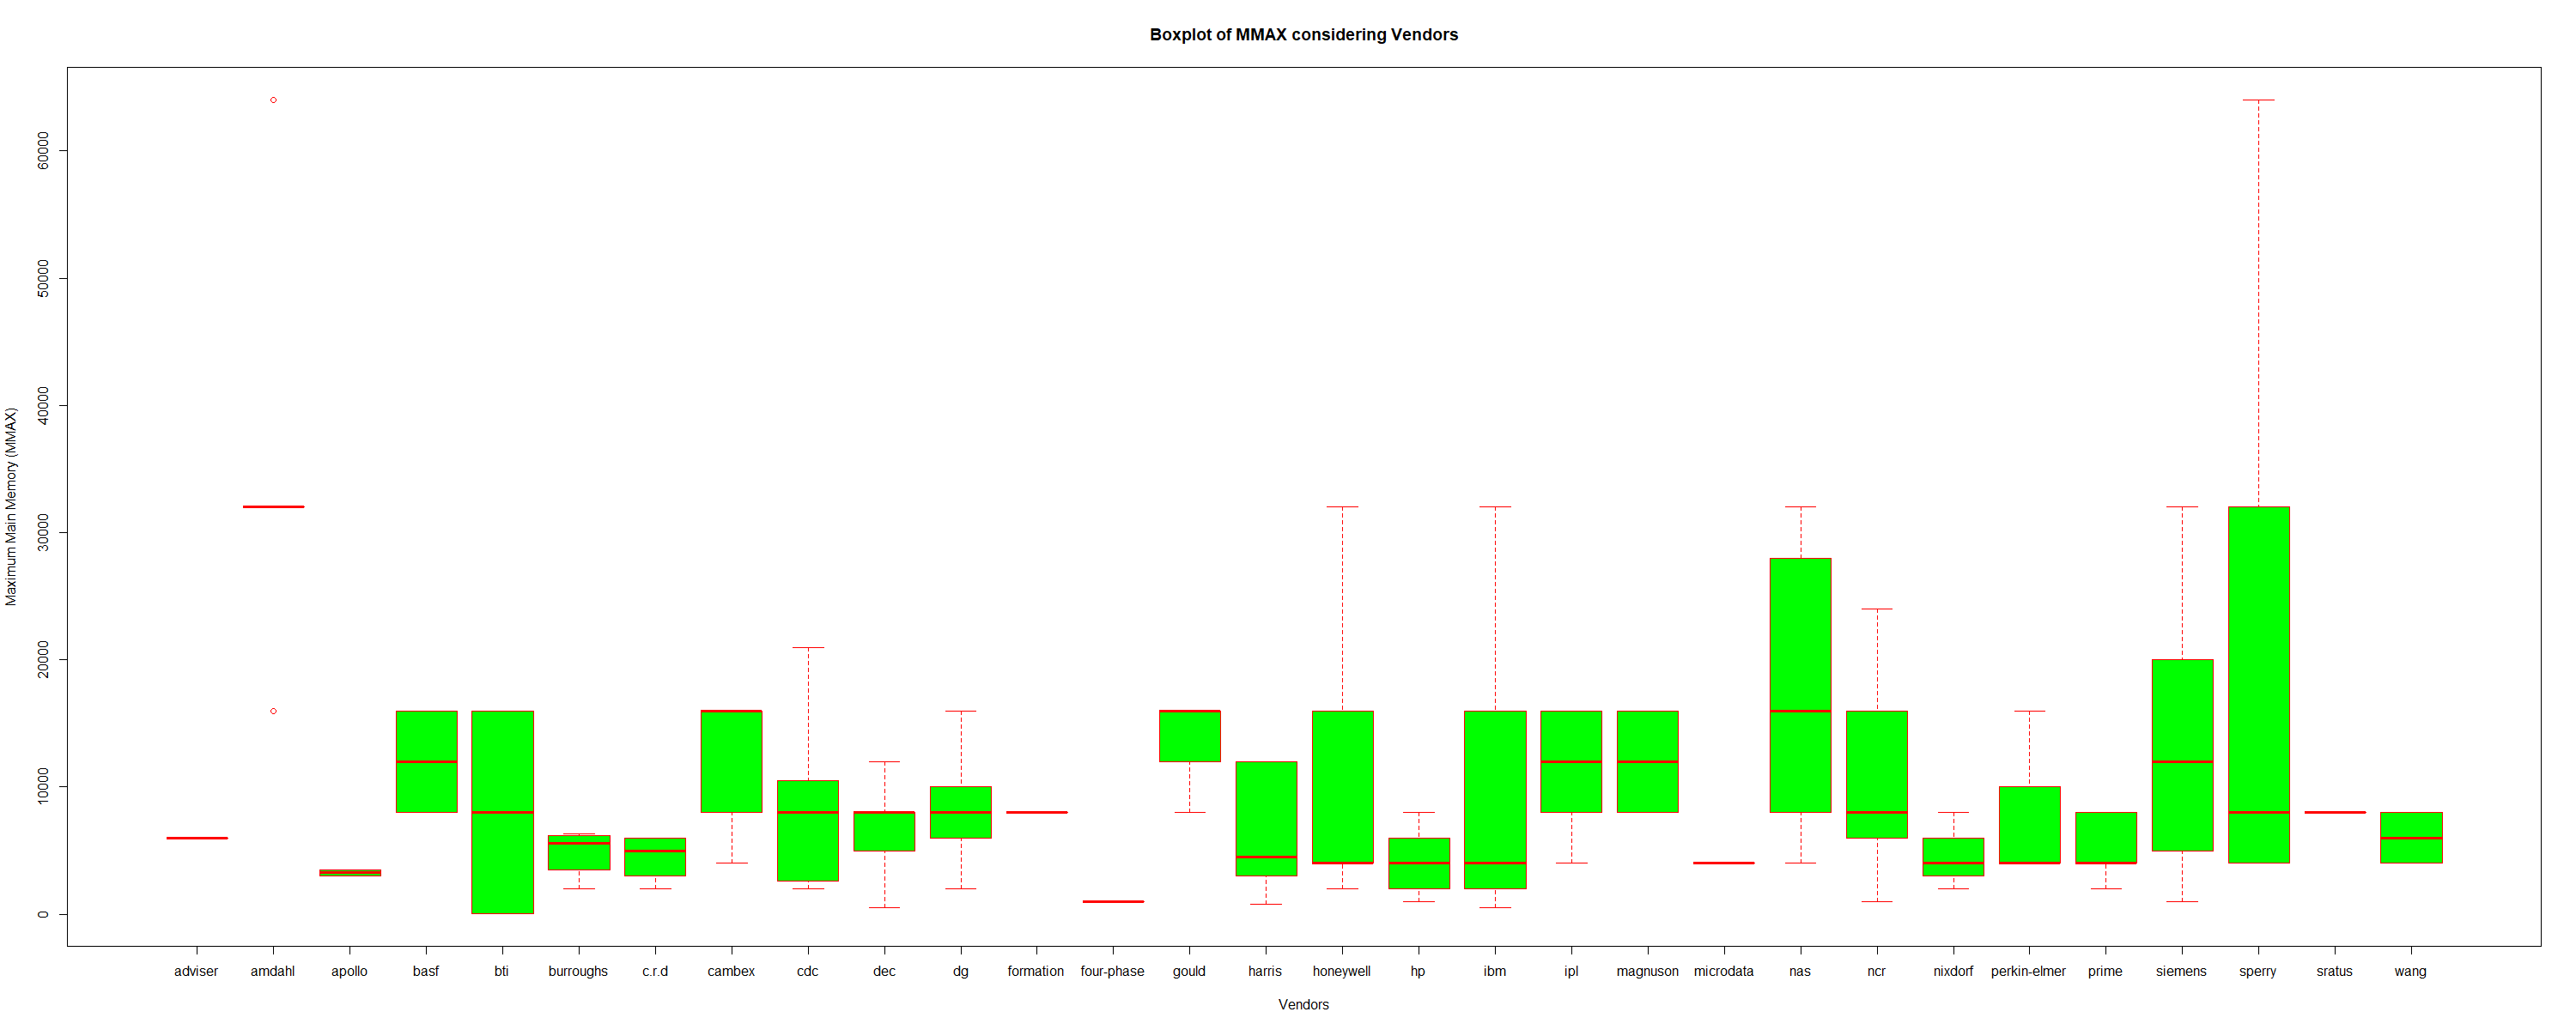 Boxplot of MMAX considering Vendors
Maximum Main Memory (MMAX)
60000
50000
40000
30000
20000
10000
0
adviser amdahl apollo basf bti burroughs c.r.d cambex cdc dec dg formation four-phase gould harris honeywell hp ibm ipl magnuson microdata nas ncr nixdorf perkin-elmer prime siemens sperry sratus wang
Vendors